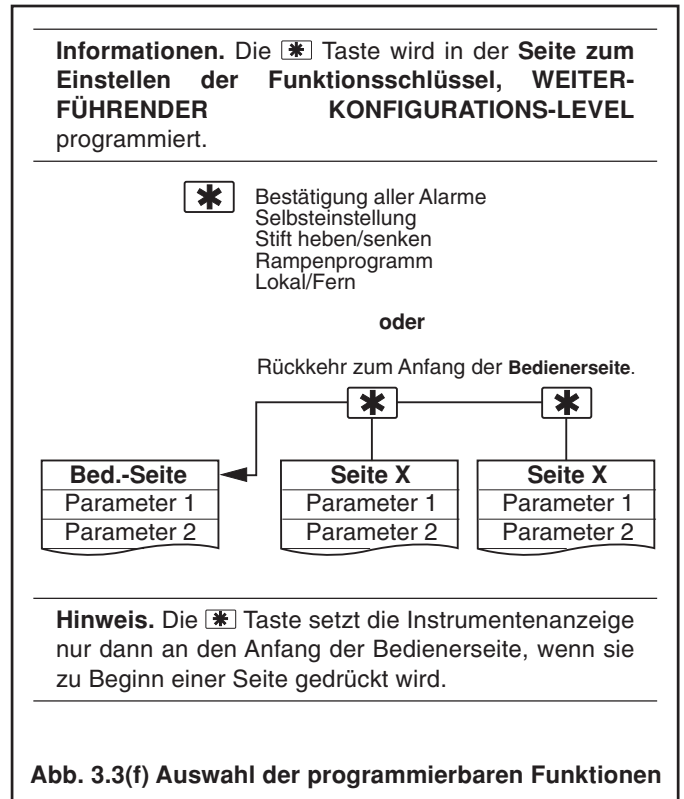 Informationen. Die ✱ Taste wird in der Seite zum
Einstellen der Funktionsschlüssel, WEITER-
FÜHRENDER KONFIGURATIONS-LEVEL
programmiert.
✱ Bestätigung aller Alarme
Selbsteinstellung
Stift heben/senken
Rampenprogramm
Lokal/Fern
oder
Rückkehr zum Anfang der Bedienerseite.
✱ ✱
Bed.-Seite Seite X Seite X
Parameter 1 Parameter 1 Parameter 1
Parameter 2 Parameter 2 Parameter 2
Hinweis. Die ✱ Taste setzt die Instrumentenanzeige
nur dann an den Anfang der Bedienerseite, wenn sie
zu Beginn einer Seite gedrückt wird.
Abb. 3.3(f) Auswahl der programmierbaren Funktionen